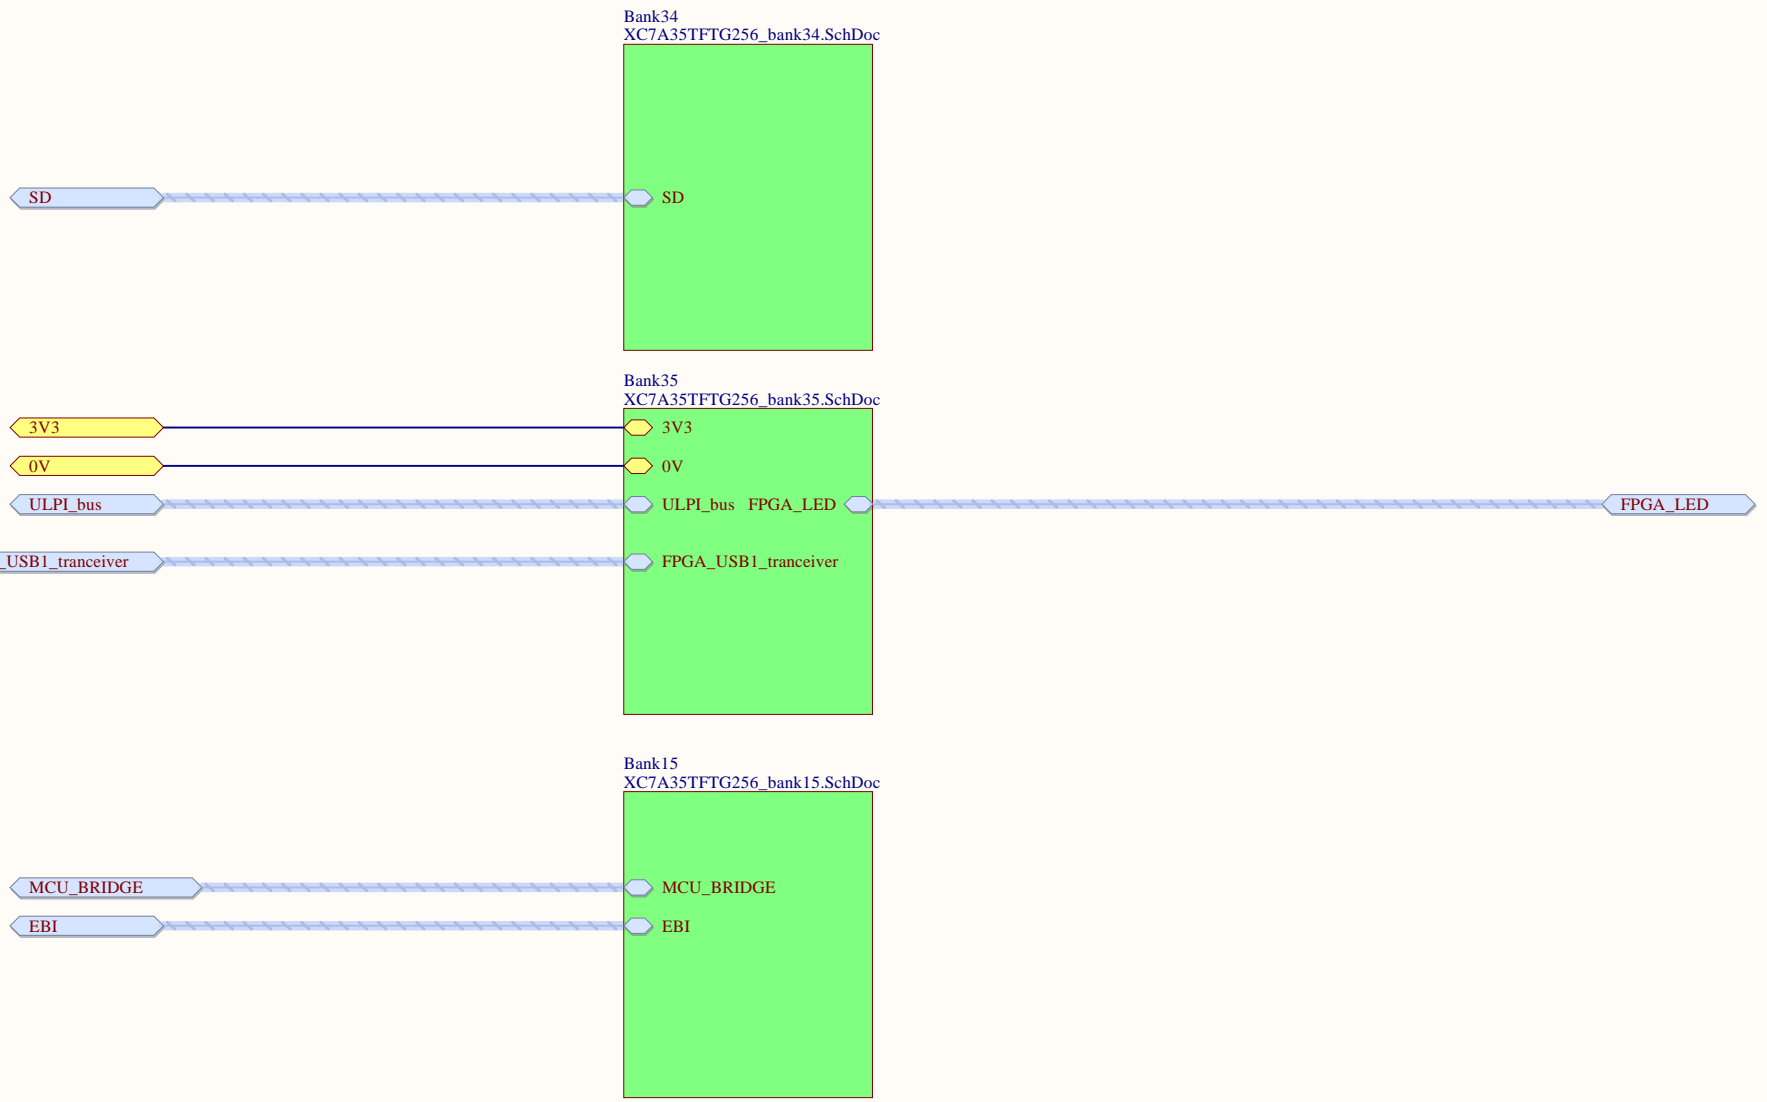 Bank34
XC7A35TFTG256_bank34.SchDoc
SD SD
Bank35
XC7A35TFTG256_bank35.SchDoc
3V3 3V3
0V 0V
ULPI_bus ULPI_bus FPGA_LED FPGA_LED
_USB1_tranceiver FPGA_USB1_tranceiver
Bank15
XC7A35TFTG256_bank15.SchDoc
MCU_BRIDGE MCU_BRIDGE
EBI EBI